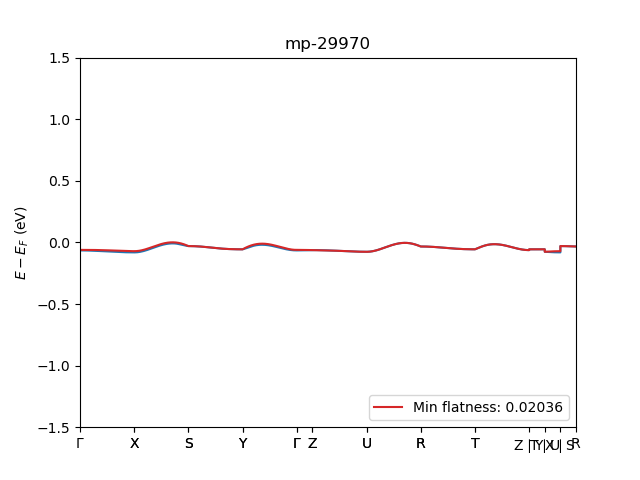 mp-29970
1.5
1.0
0.5
0.0
−0.5
−1.0
−1.5
E − E_F (eV)
Min flatness: 0.02036
Γ X S Y Γ Z U R T Z | T Y | X U | S R